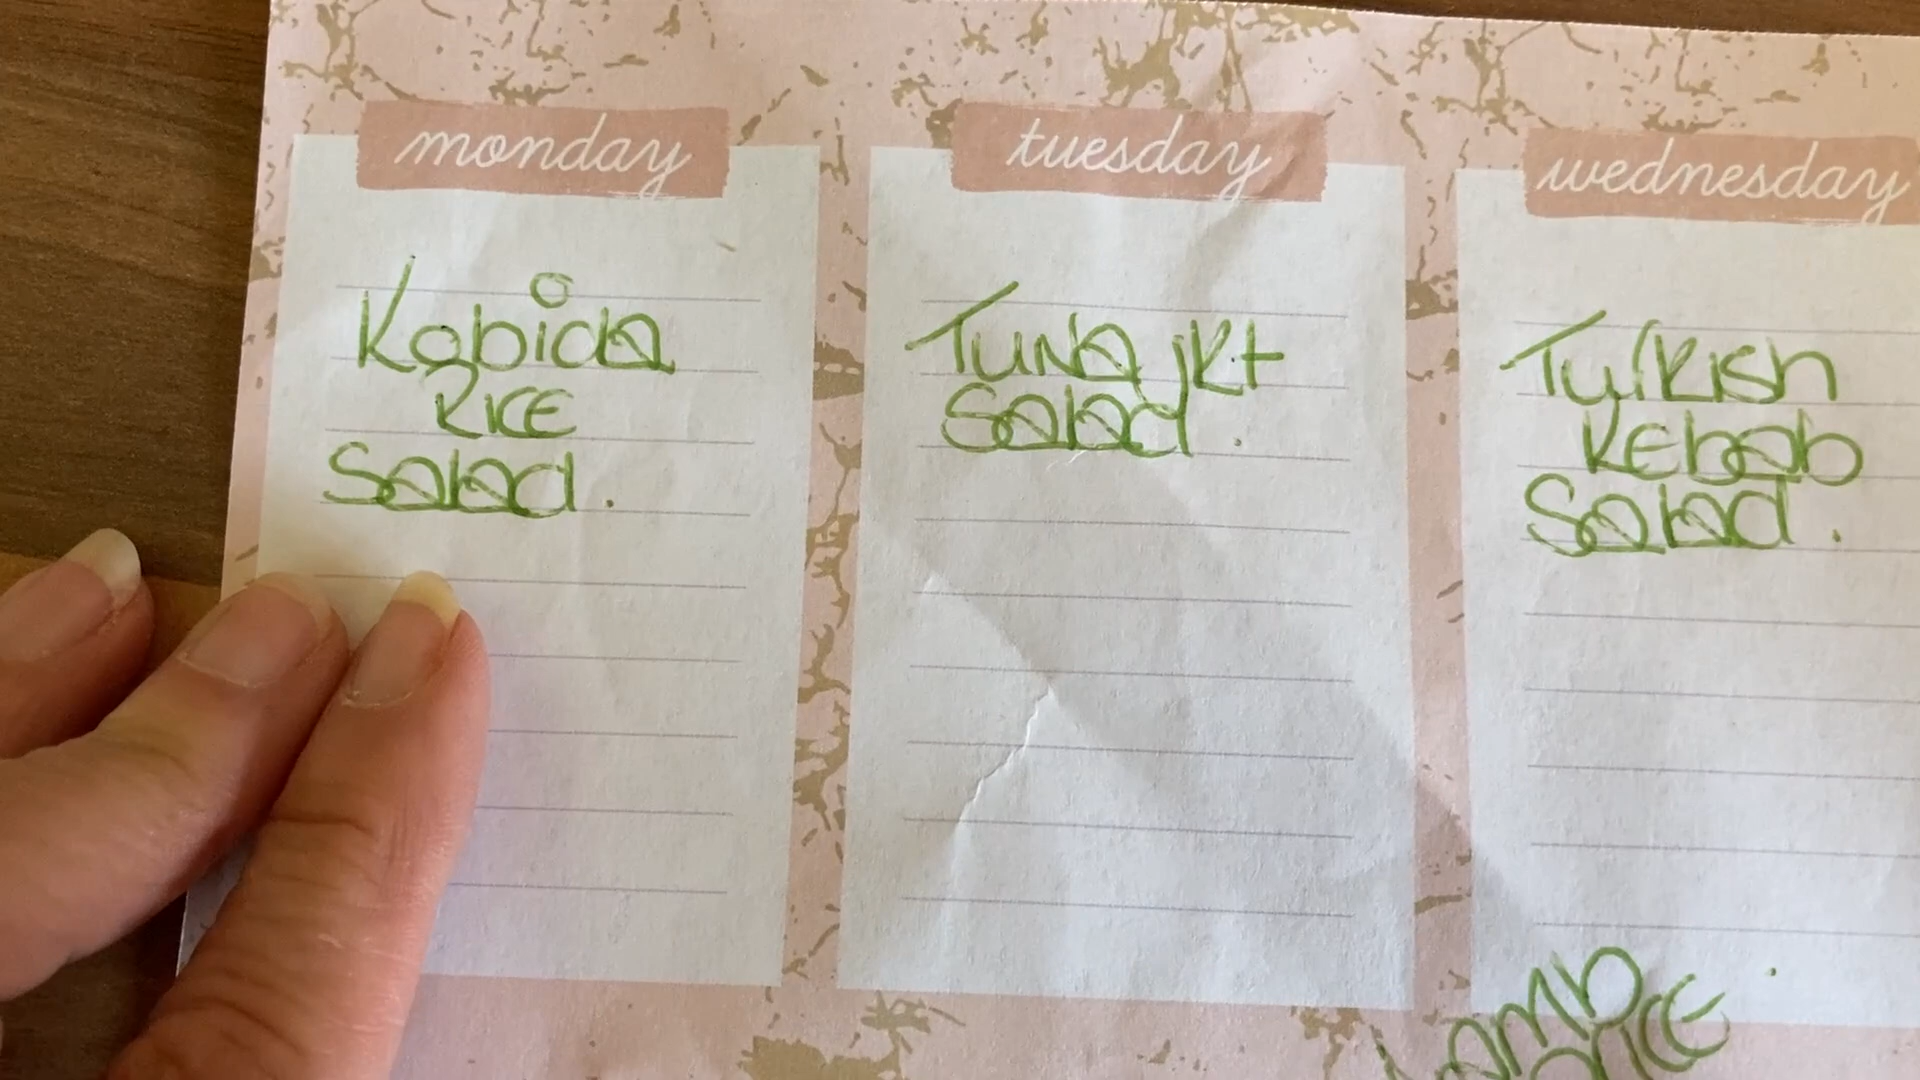 monday
Kobida
RICE
Salad.
tuesday
Tuna jkt
Salad.
wednesday
Turkish
KEbab
Salad.